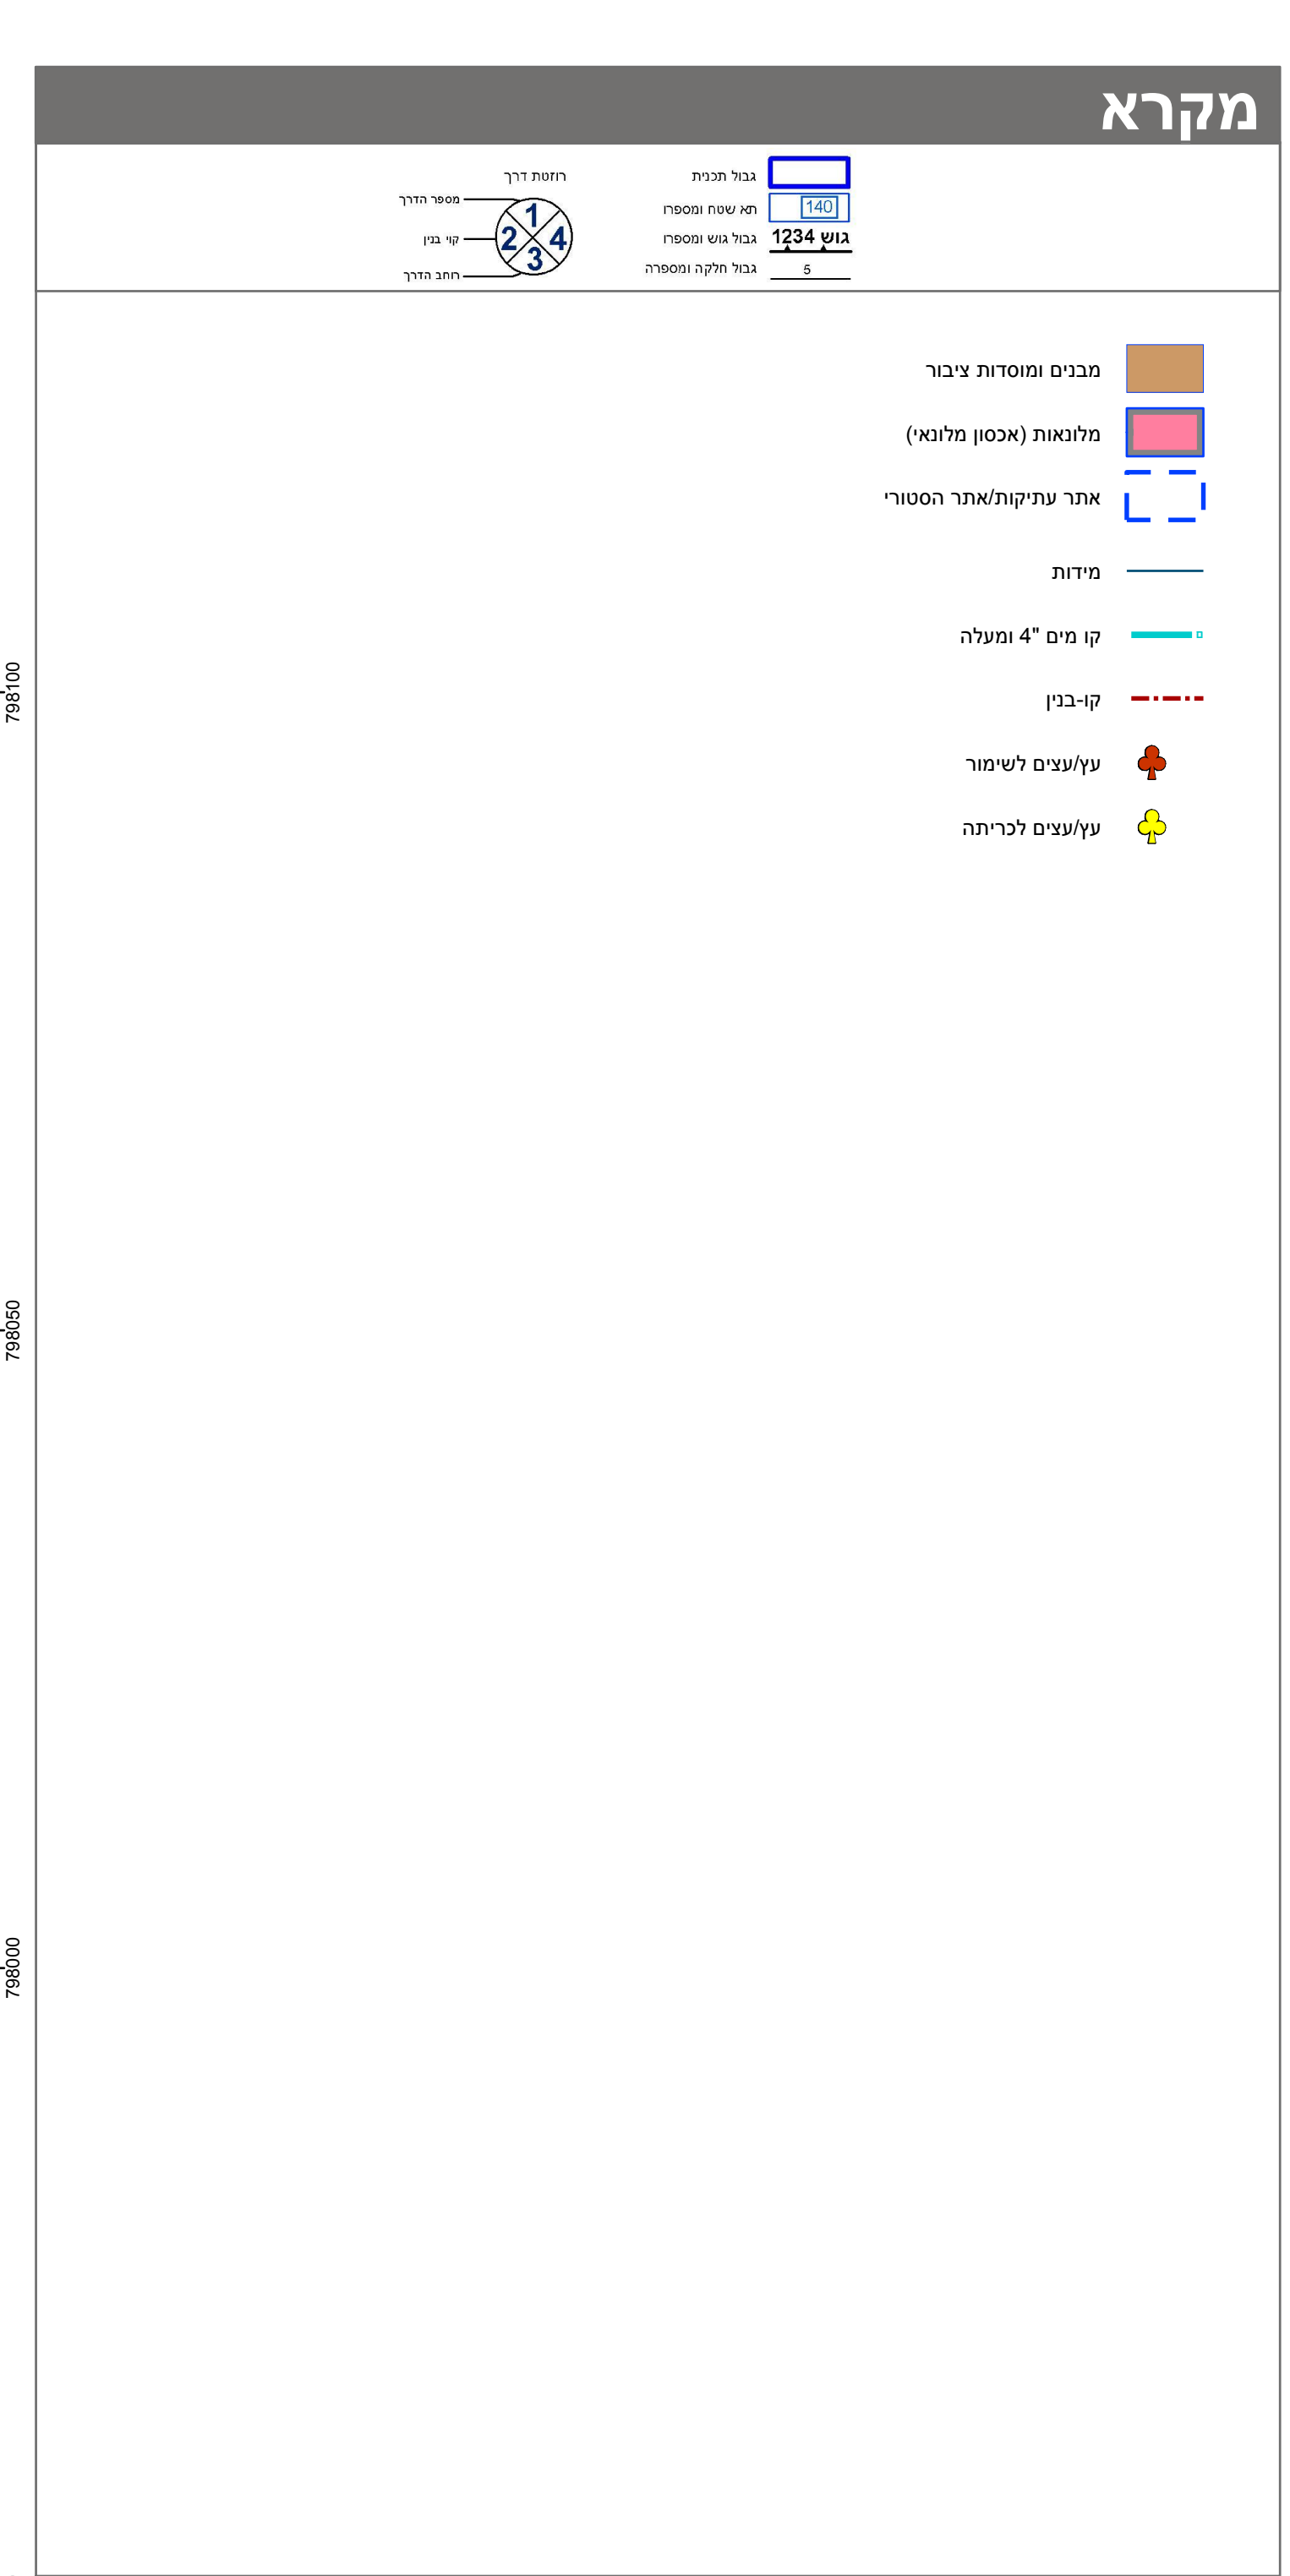 מקרא
גבול תכנית
140
תא שטח ומספרו
גוש 1234
גבול גוש ומספרו
5
גבול חלקה ומספרה
רוזטת דרך
מספר הדרך
קוי בנין
רוחב הדרך
1
2
4
3
מבנים ומוסדות ציבור
מלונאות (אכסון מלונאי)
אתר עתיקות/אתר הסטורי
מידות
קו מים "4 ומעלה
קו-בנין
עץ/עצים לשימור
עץ/עצים לכריתה
798100
798050
798000